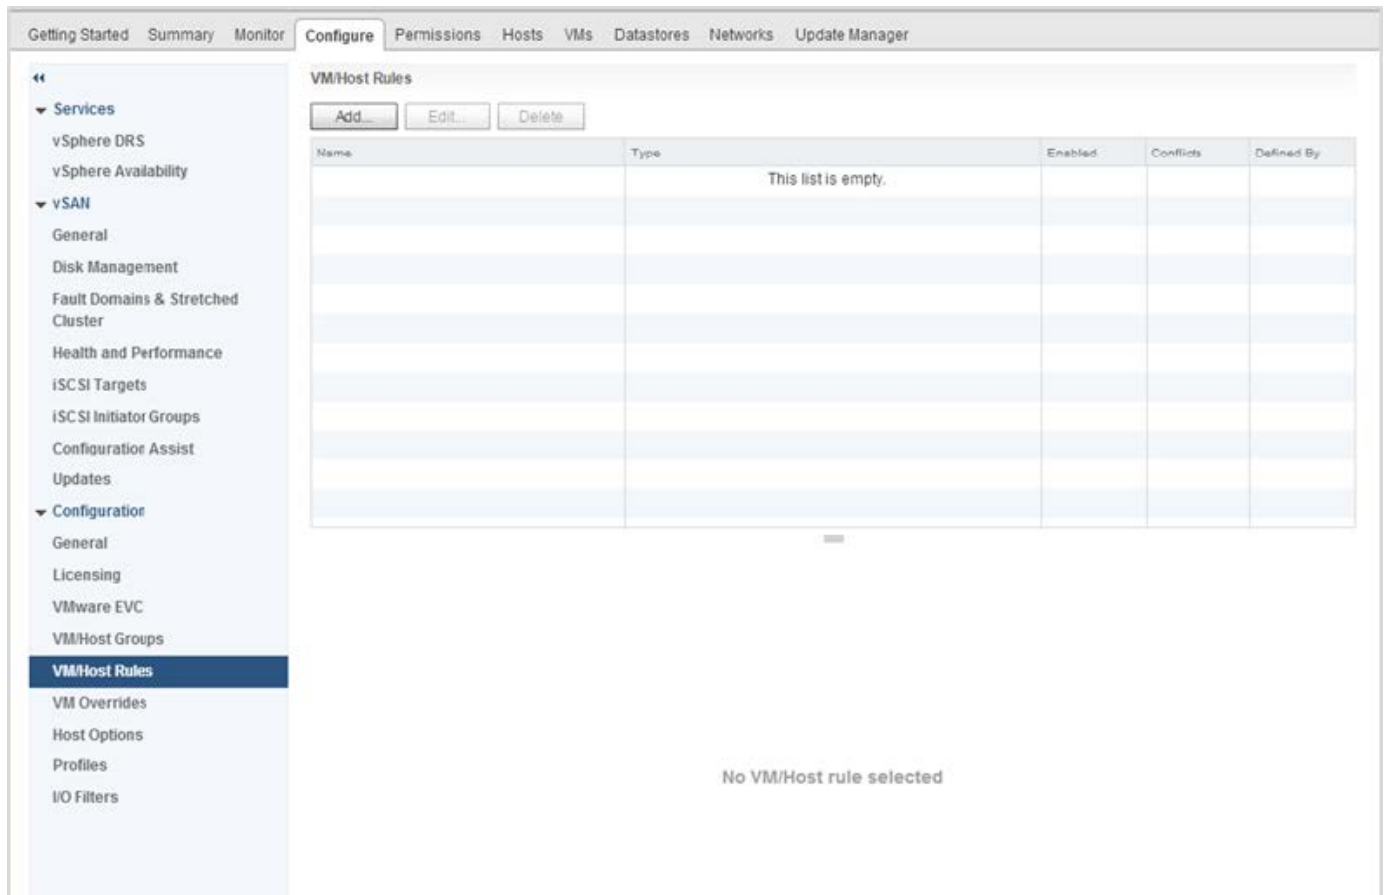 Getting Started Summary Monitor Configure Permissions Hosts VMs Datastores Networks Update Manager
Services
vSphere DRS
vSphere Availability
vSAN
General
Disk Management
Fault Domains & Stretched
Cluster
Health and Performance
iSCSI Targets
iSCSI Initiator Groups
Configuration Assist
Updates
Configuration
General
Licensing
VMware EVC
VM/Host Groups
VM/Host Rules
VM Overrides
Host Options
Profiles
I/O Filters
VM/Host Rules
Add... Edit... Delete
Name Type Enabled Conflicts Defined By
This list is empty.
No VM/Host rule selected